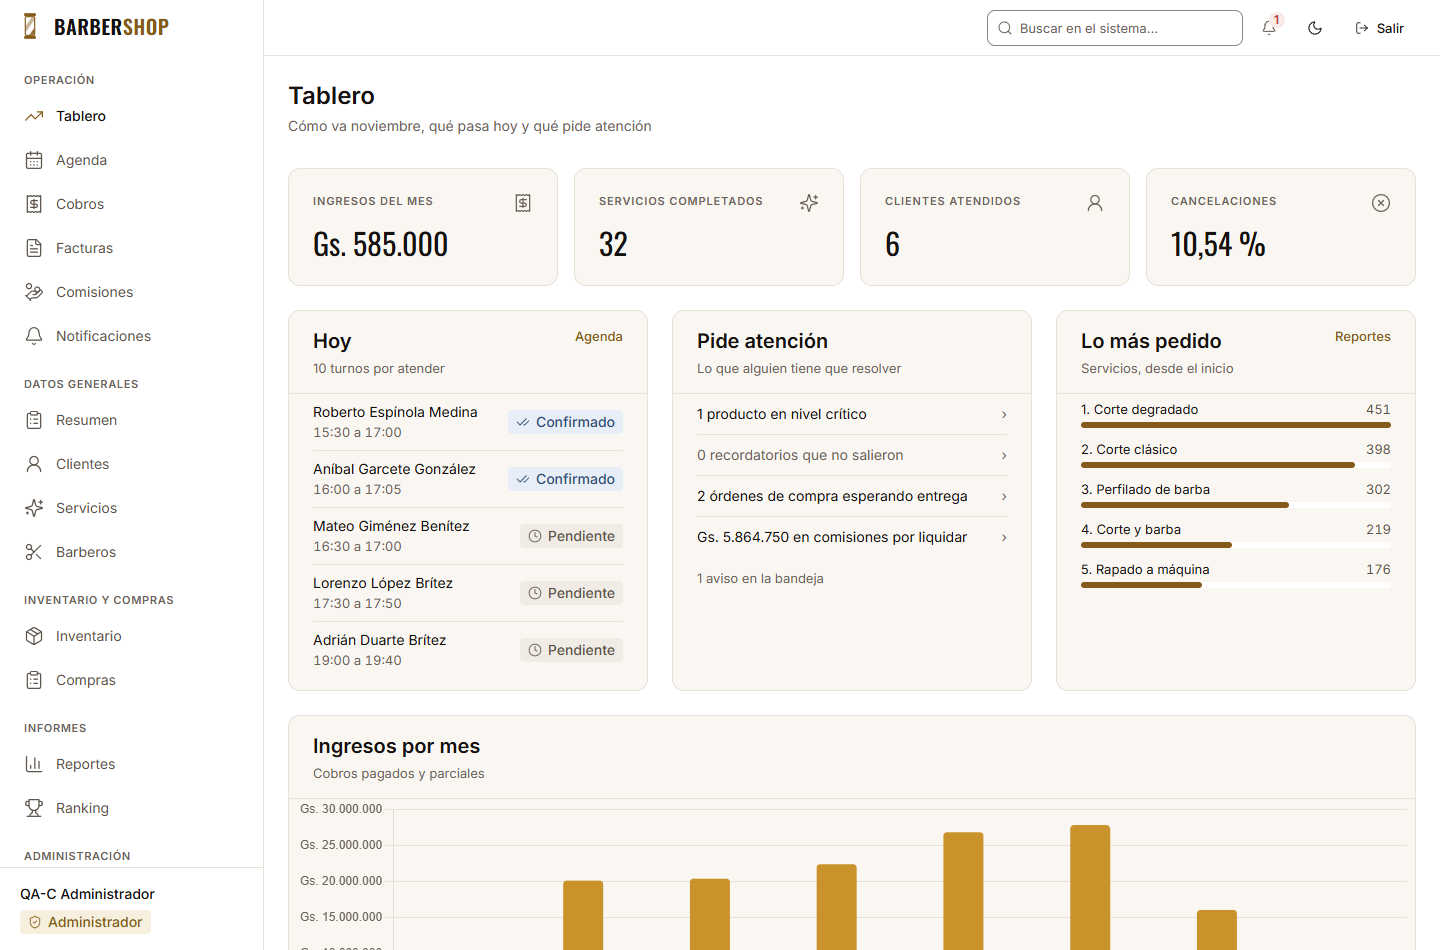 BARBERSHOP
Buscar en el sistema...
1
Salir
OPERACIÓN
Tablero
Agenda
Cobros
Facturas
Comisiones
Notificaciones
DATOS GENERALES
Resumen
Clientes
Servicios
Barberos
INVENTARIO Y COMPRAS
Inventario
Compras
INFORMES
Reportes
Ranking
ADMINISTRACIÓN
QA-C Administrador
Administrador
Tablero
Cómo va noviembre, qué pasa hoy y qué pide atención
INGRESOS DEL MES
Gs. 585.000
SERVICIOS COMPLETADOS
32
CLIENTES ATENDIDOS
6
CANCELACIONES
10,54 %
Hoy
Agenda
10 turnos por atender
Roberto Espínola Medina
15:30 a 17:00
Confirmado
Aníbal Garcete González
16:00 a 17:05
Confirmado
Mateo Giménez Benítez
16:30 a 17:00
Pendiente
Lorenzo López Brítez
17:30 a 17:50
Pendiente
Adrián Duarte Brítez
19:00 a 19:40
Pendiente
Pide atención
Lo que alguien tiene que resolver
1 producto en nivel crítico
0 recordatorios que no salieron
2 órdenes de compra esperando entrega
Gs. 5.864.750 en comisiones por liquidar
1 aviso en la bandeja
Lo más pedido
Reportes
Servicios, desde el inicio
1. Corte degradado 451
2. Corte clásico 398
3. Perfilado de barba 302
4. Corte y barba 219
5. Rapado a máquina 176
Ingresos por mes
Cobros pagados y parciales
Gs. 30.000.000
Gs. 25.000.000
Gs. 20.000.000
Gs. 15.000.000